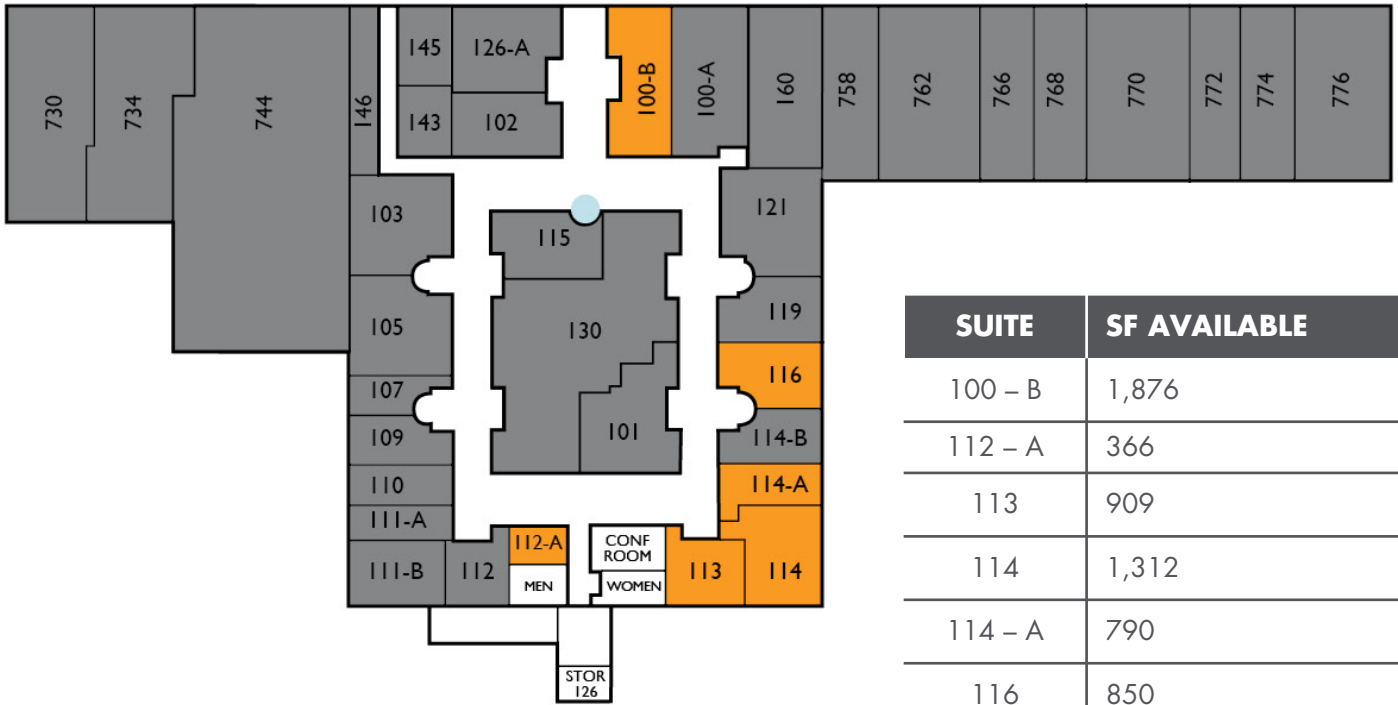 730
734
744
146
145
126-A
143
102
100-B
100-A
160
758
762
766
768
770
772
774
776
103
115
121
105
130
119
107
116
109
101
114-B
110
114-A
111-A
111-B
112
112-A
MEN
CONF
ROOM
WOMEN
113
114
STOR
126
SUITE SF AVAILABLE
100 – B 1,876
112 – A 366
113 909
114 1,312
114 – A 790
116 850